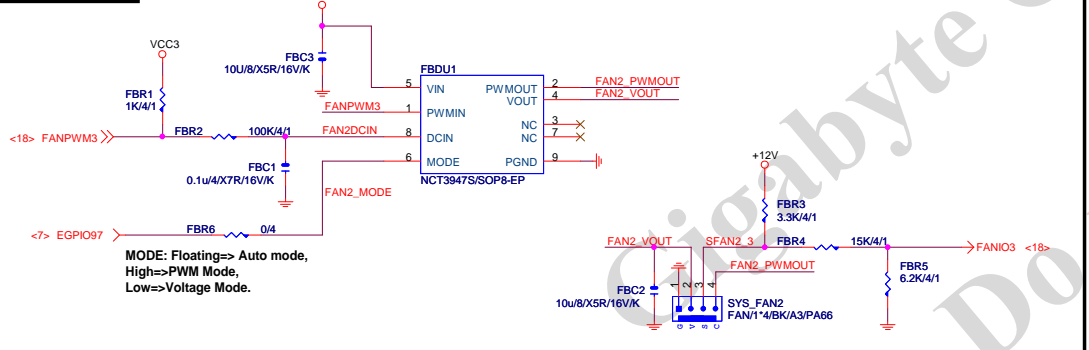 VCC3
FBR1
1K/4/1
<18> FANPWM3
FBR2
100K/4/1
FBC1
0.1u/4/X7R/16V/K
<7> EGPIO97
FBR6
0/4
MODE: Floating=> Auto mode,
High=>PWM Mode,
Low=>Voltage Mode.
FBC3
10U/8/X5R/16V/K
FANPWM3
FAN2DCIN
FAN2_MODE
FBDU1
5 VIN
1 PWMIN
8 DCIN
6 MODE
PWMOUT 2
VOUT 4
NC 3
NC 7
PGND 9
NCT3947S/SOP8-EP
FAN2_PWMOUT
FAN2_VOUT
+12V
FBR3
3.3K/4/1
FAN2_VOUT
SFAN2_3
FBR4
15K/4/1
FANIO3 <18>
FAN2_PWMOUT
FBR5
6.2K/4/1
FBC2
10u/8/X5R/16V/K
1 2 3 4
G V S C
SYS_FAN2
FAN/1*4/BK/A3/PA66
Gigabyte
Do